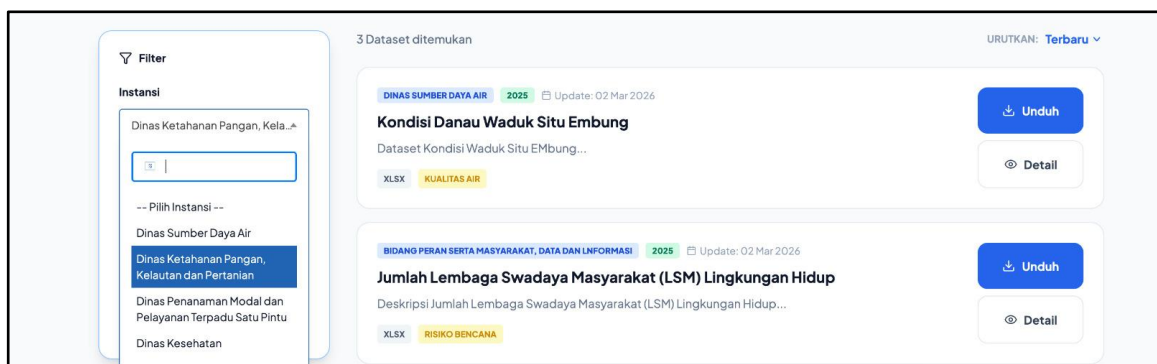 Filter
Instansi
Dinas Ketahanan Pangan, Kela...
-- Pilih Instansi --
Dinas Sumber Daya Air
Dinas Ketahanan Pangan,
Kelautan dan Pertanian
Dinas Penanaman Modal dan
Pelayanan Terpadu Satu Pintu
Dinas Kesehatan
3 Dataset ditemukan
URUTKAN: Terbaru
DINAS SUMBER DAYA AIR 2025 Update: 02 Mar 2026
Kondisi Danau Waduk Situ Embung
Dataset Kondisi Waduk Situ EMbung...
XLSX KUALITAS AIR
Unduh
Detail
BIDANG PERAN SERTA MASYARAKAT, DATA DAN LNFORMASI 2025 Update: 02 Mar 2026
Jumlah Lembaga Swadaya Masyarakat (LSM) Lingkungan Hidup
Deskripsi Jumlah Lembaga Swadaya Masyarakat (LSM) Lingkungan Hidup...
XLSX RISIKO BENCANA
Unduh
Detail